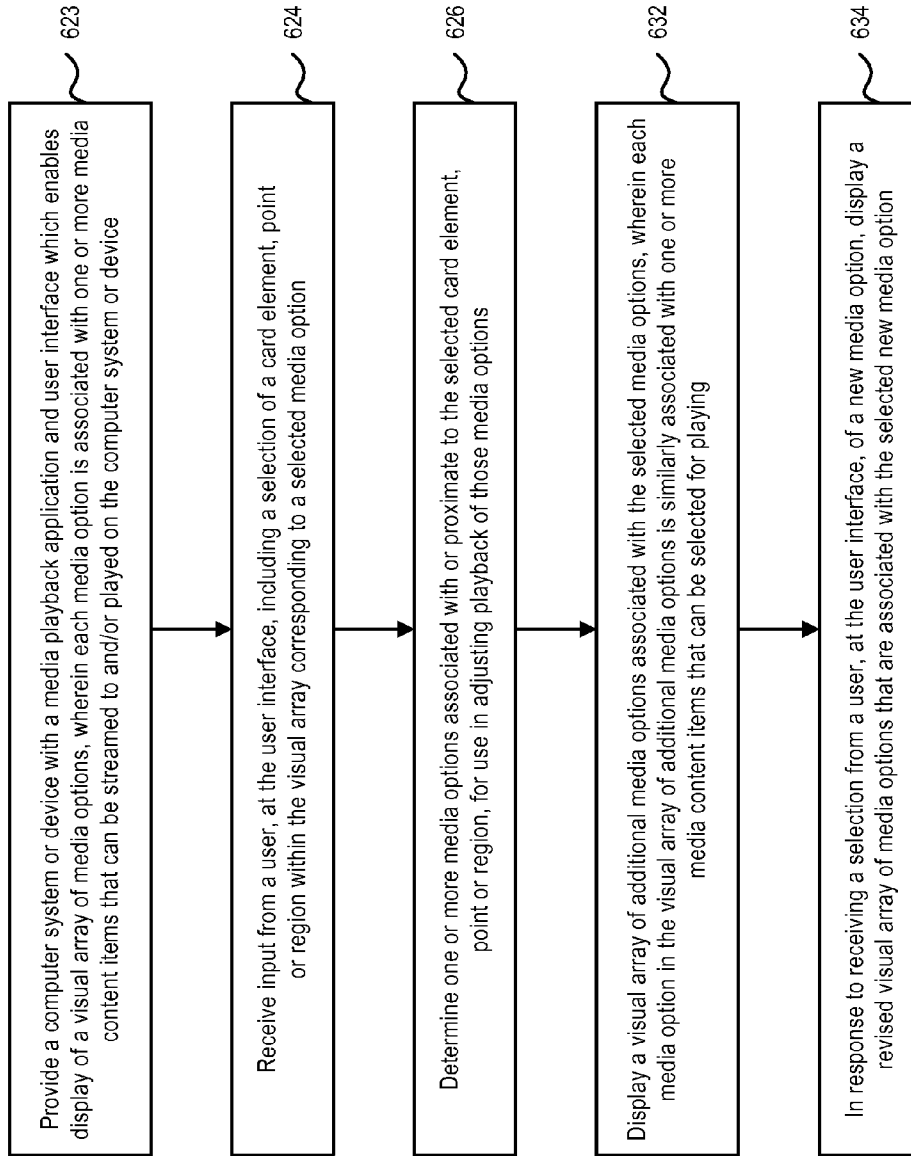 Provide a computer system or device with a media playback application and user interface which enables
display of a visual array of media options, wherein each media option is associated with one or more media
content items that can be streamed to and/or played on the computer system or device
623
Receive input from a user, at the user interface, including a selection of a card element, point
or region within the visual array corresponding to a selected media option
624
Determine one or more media options associated with or proximate to the selected card element,
point or region, for use in adjusting playback of those media options
626
Display a visual array of additional media options associated with the selected media options, wherein each
media option in the visual array of additional media options is similarly associated with one or more
media content items that can be selected for playing
632
In response to receiving a selection from a user, at the user interface, of a new media option, display a
revised visual array of media options that are associated with the selected new media option
634